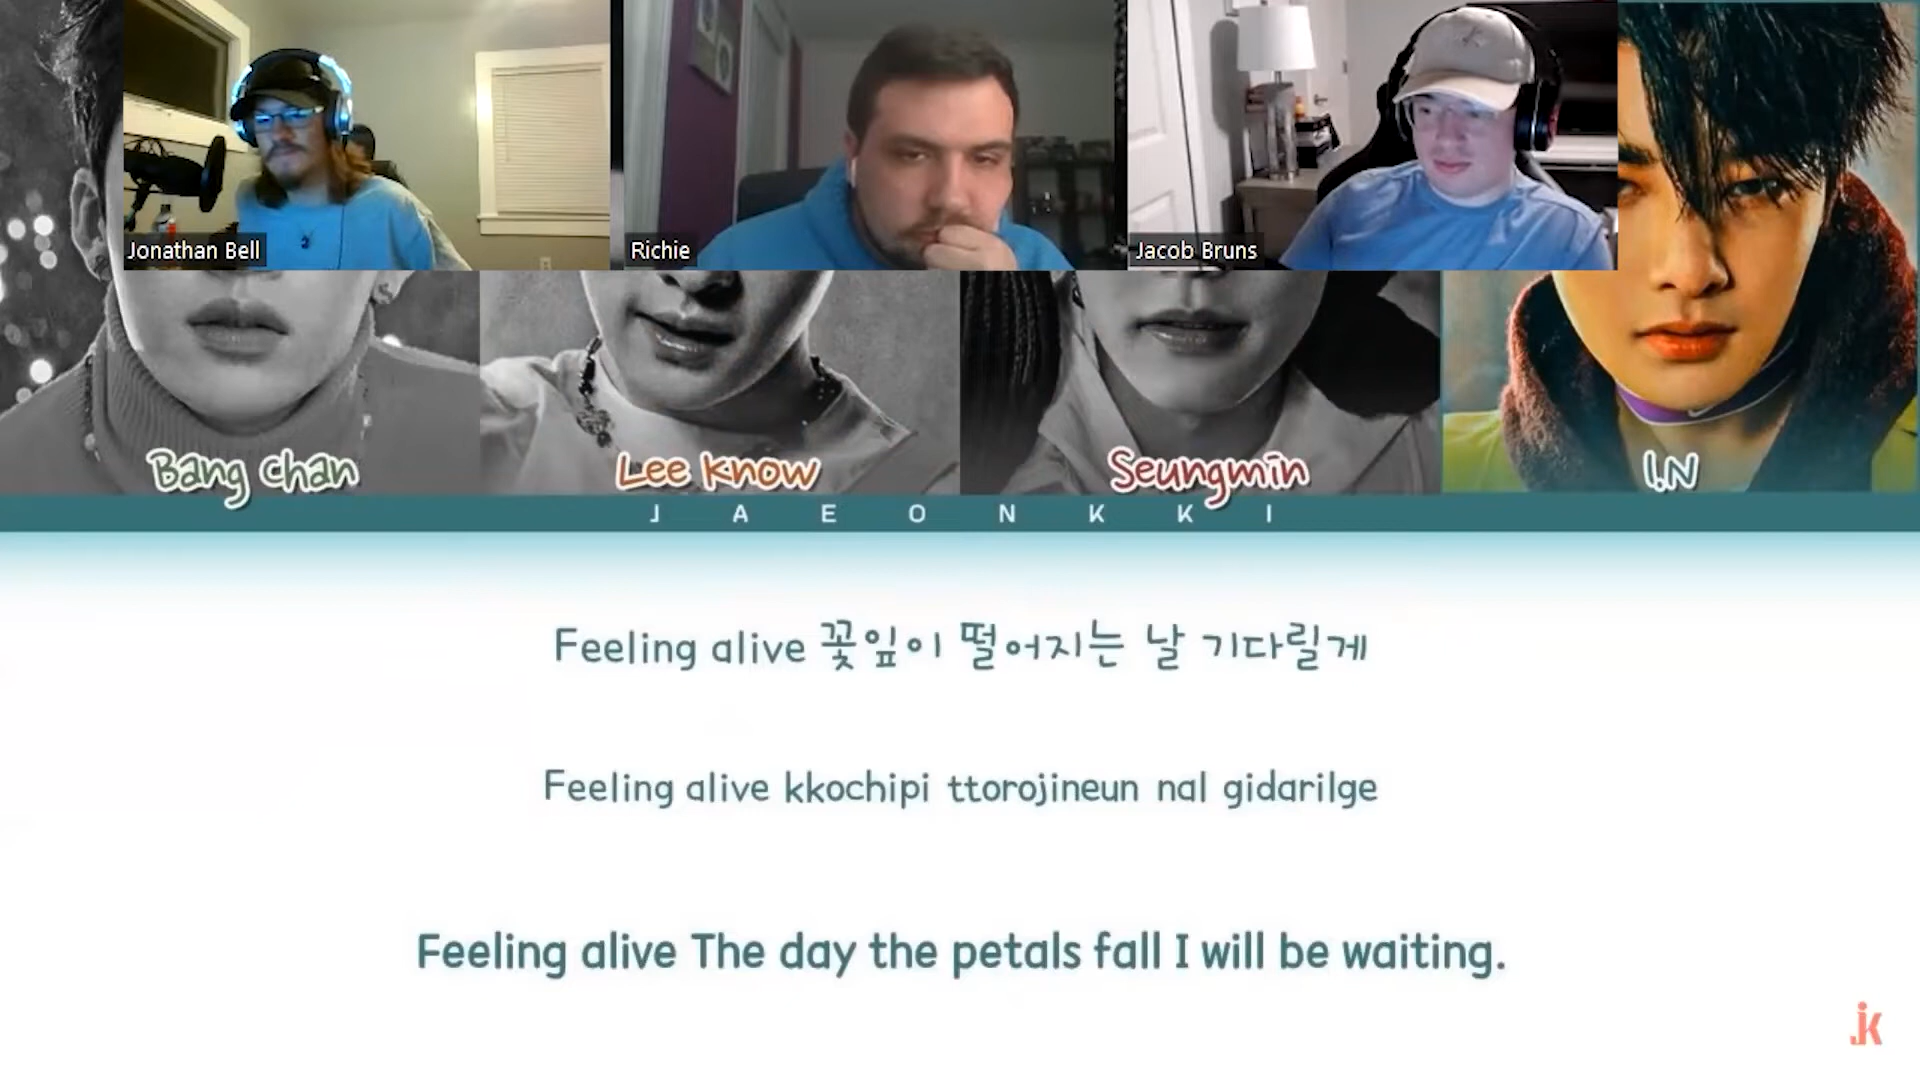 Jonathan Bell
Richie
Jacob Bruns
Bang Chan
Lee Know
Seungmin
I.N
JAEONKKI
Feeling alive 꽃잎이 떨어지는 날 기다릴게
Feeling alive kkochipi ttorojineun nal gidarilge
Feeling alive The day the petals fall I will be waiting.
jk